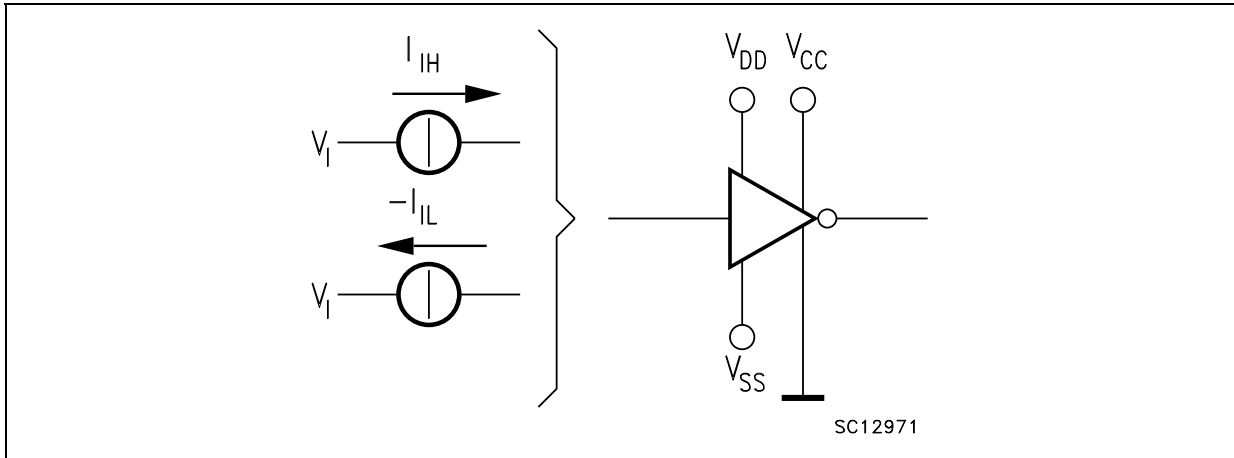 I_IH
V_I
–I_IL
V_I
V_DD V_CC
V_SS
SC12971